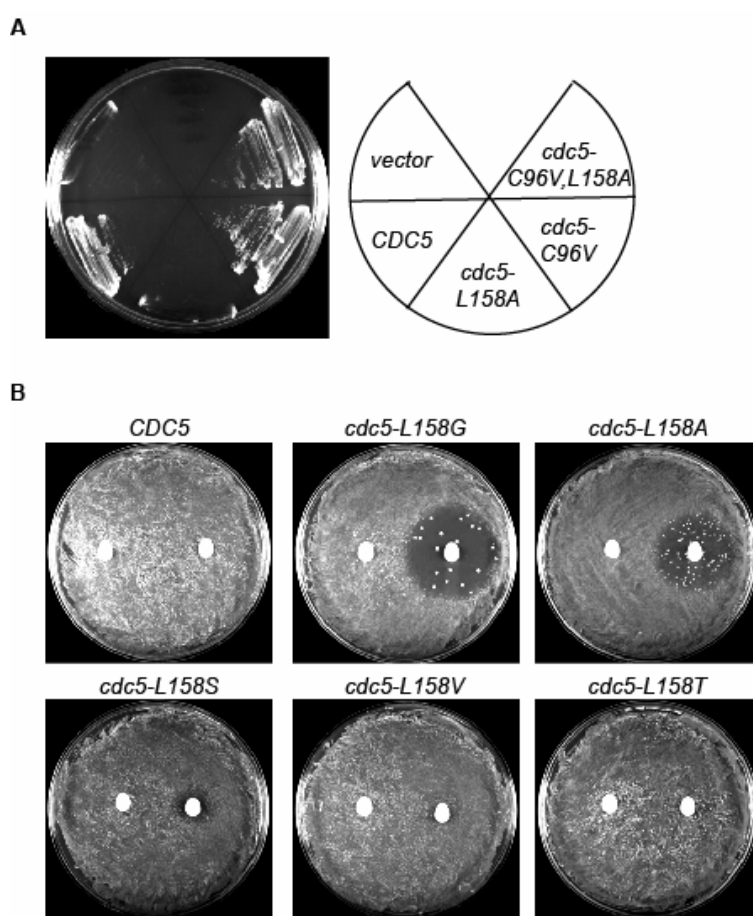 A
vector
cdc5-
C96V,L158A
CDC5
cdc5-
C96V
cdc5-
L158A
B
CDC5
cdc5-L158G
cdc5-L158A
cdc5-L158S
cdc5-L158V
cdc5-L158T